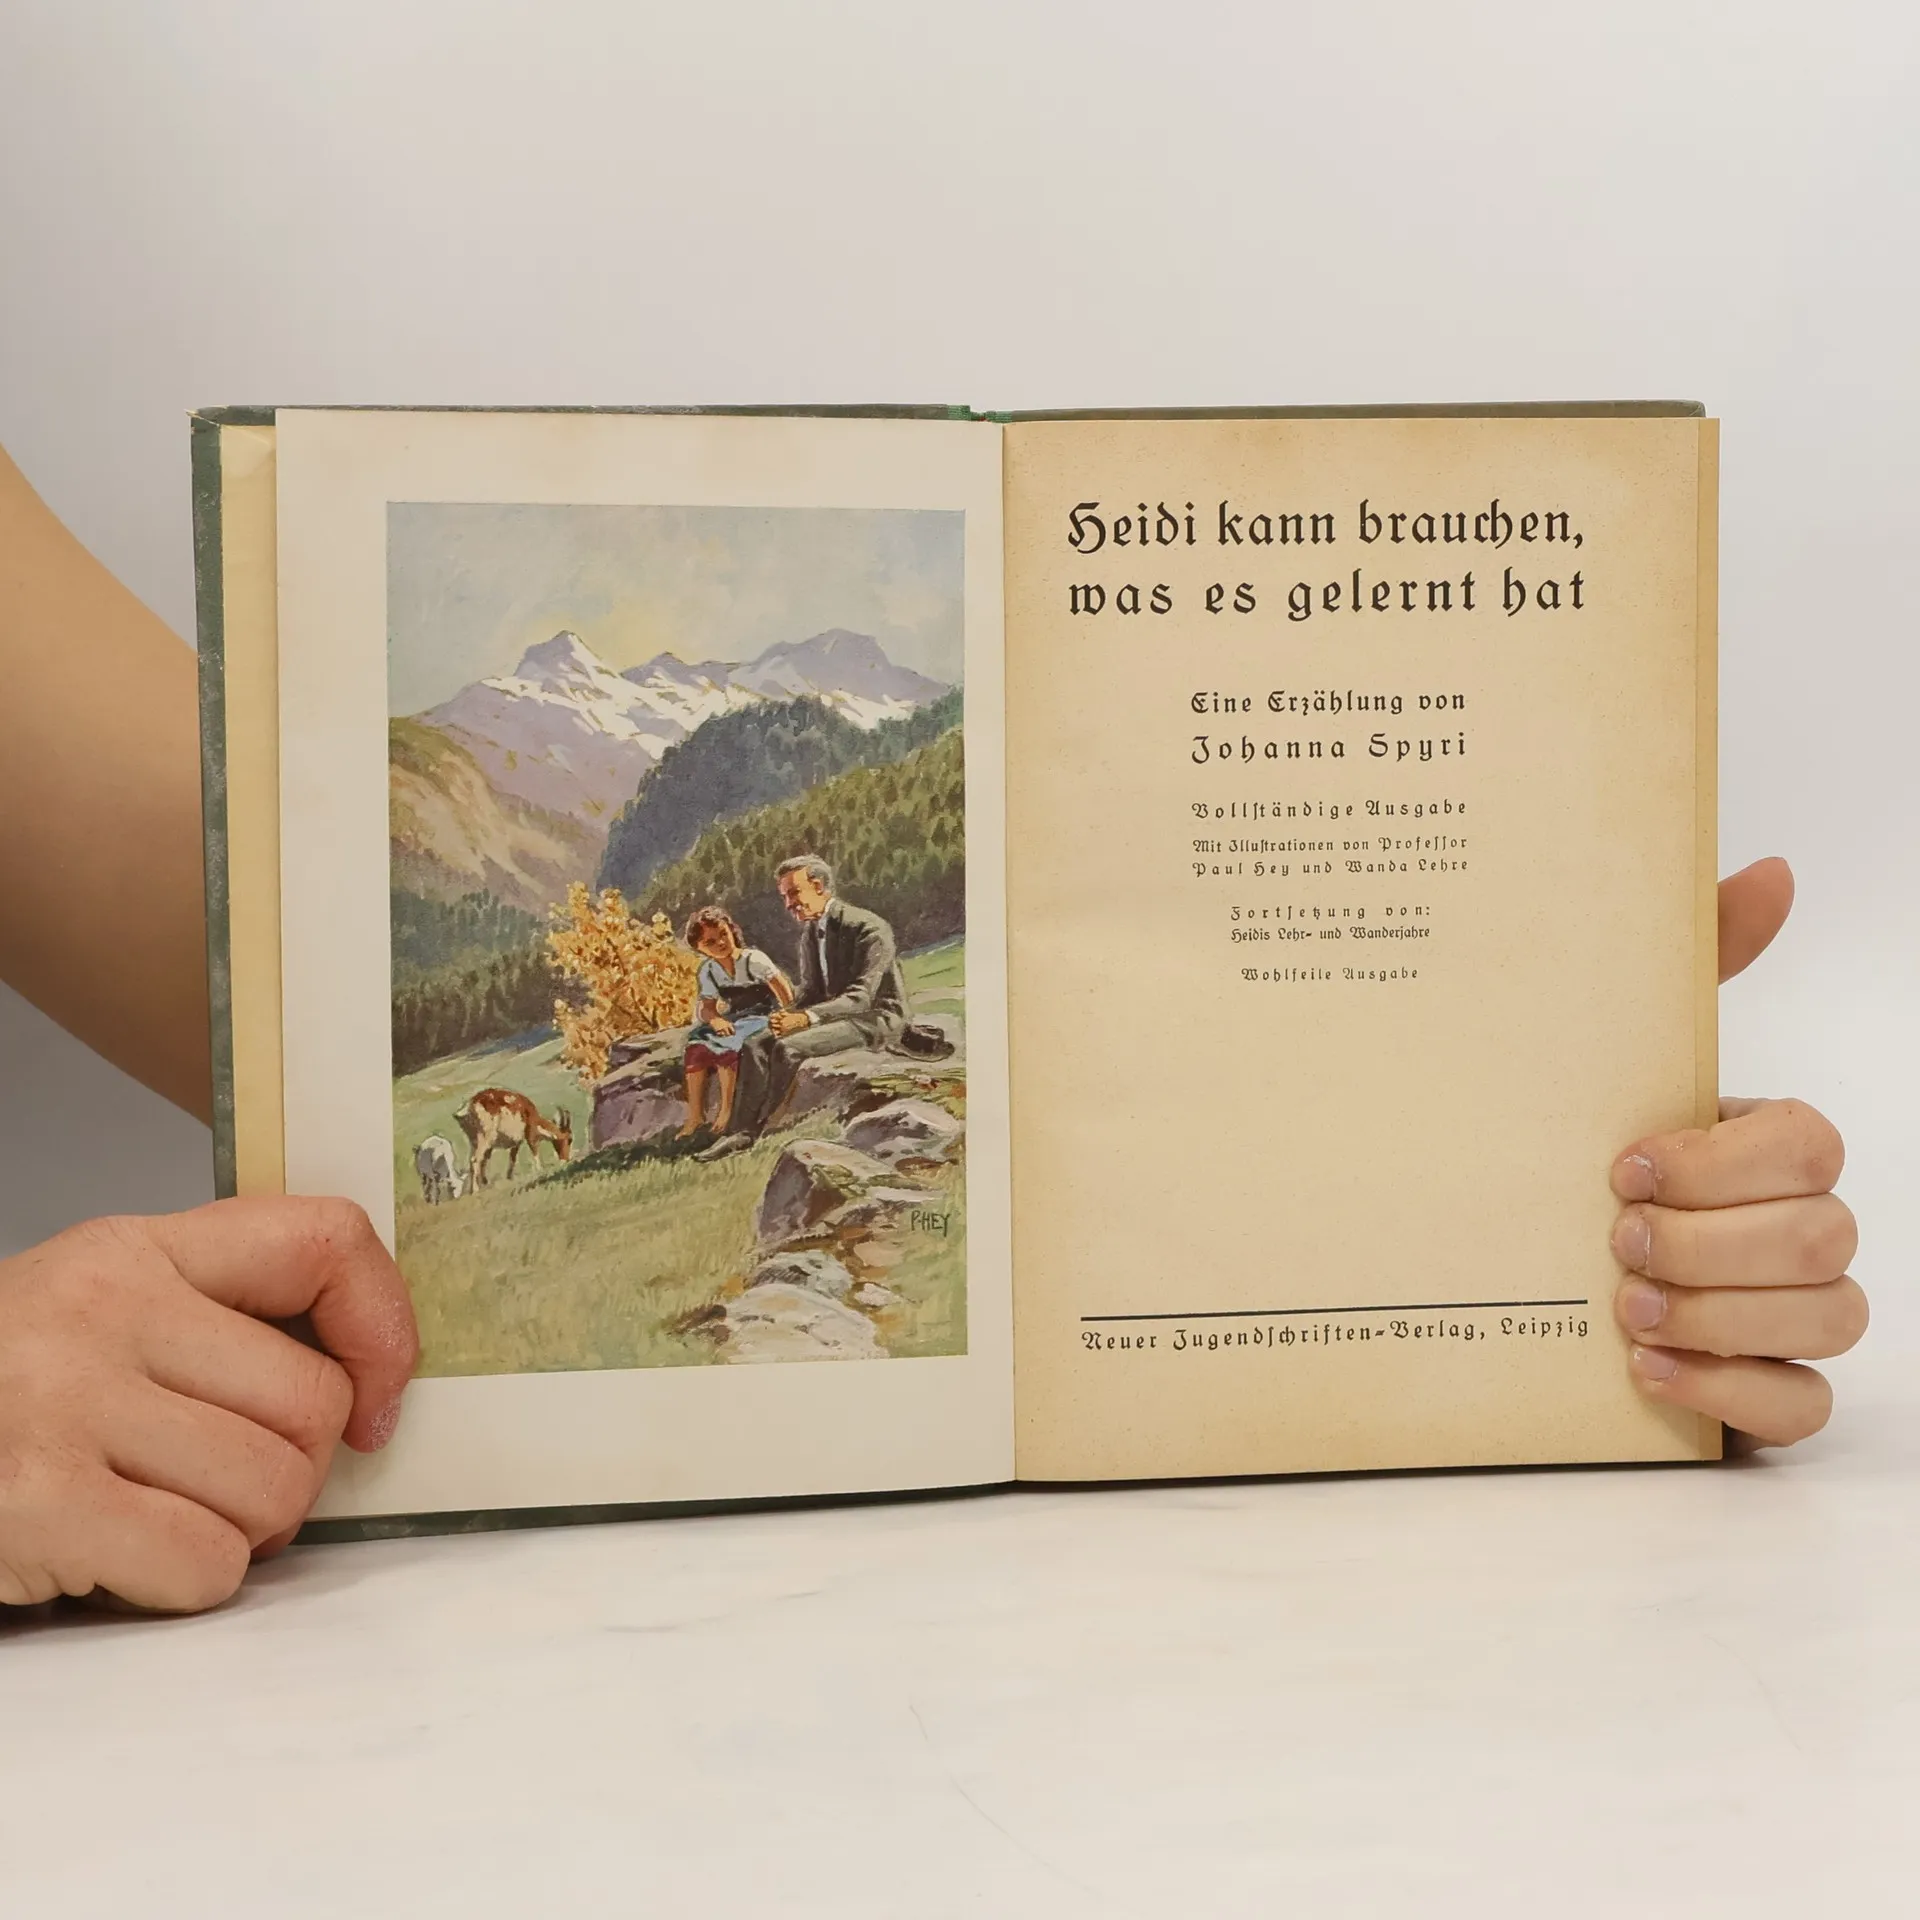 P·HEY
Heidi kann brauchen,
was es gelernt hat
Eine Erzählung von
Johanna Spyri
Vollſtändige Ausgabe
Mit Illuſtrationen von Profeſſor
Paul Hey und Wanda Lehre
Fortſetzung von:
Heidis Lehr- und Wanderjahre
Wohlfeile Ausgabe
Neuer Jugendſchriften-Verlag, Leipzig